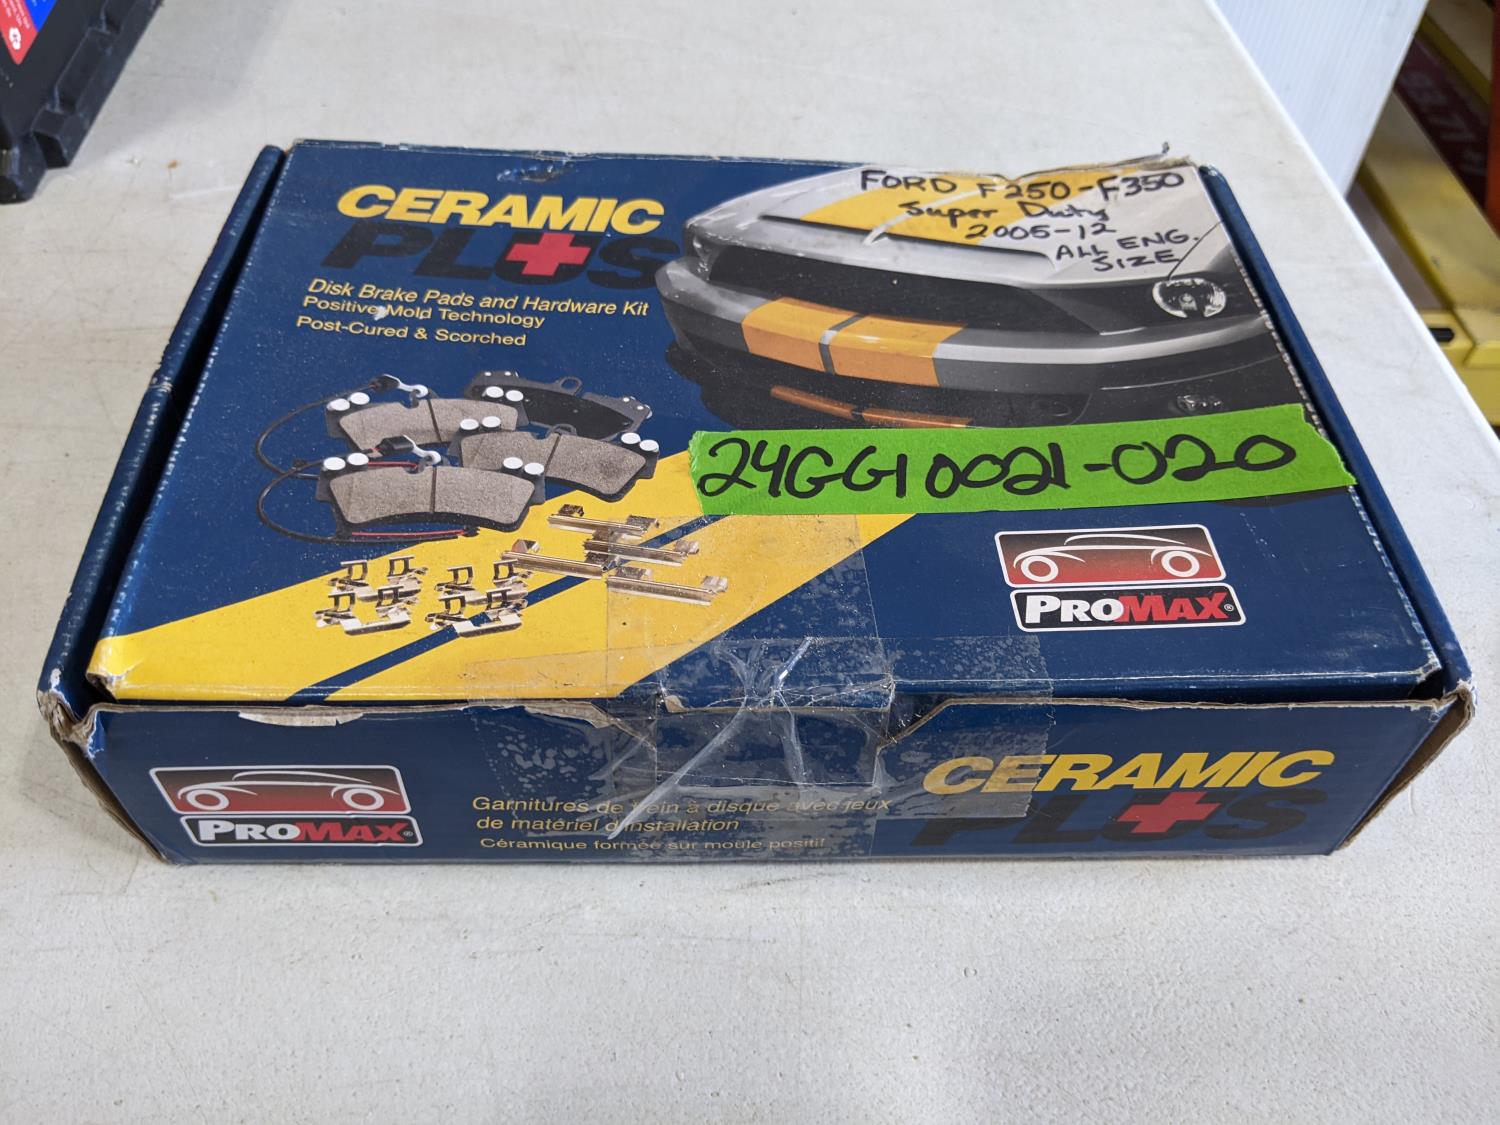 CERAMIC
PLUS
Disk Brake Pads and Hardware Kit
Positive Mold Technology
Post-Cured & Scorched
FORD F250-F350
Super Duty
2005-12
ALL ENG.
SIZE
24GG10021-020
PROMAX®
PROMAX®
Garnitures de frein à disque avec jeux
de matériel d'installation
Céramique formée sur moule positif
CERAMIC
PLUS